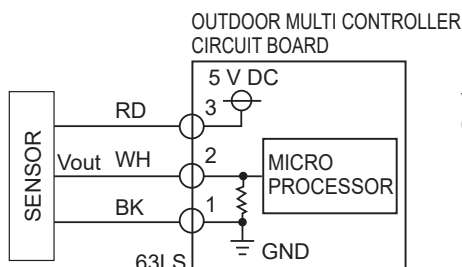 OUTDOOR MULTI CONTROLLER
CIRCUIT BOARD
5 V DC
RD
3
SENSOR
Vout WH
2
MICRO
PROCESSOR
BK
1
GND
63LS